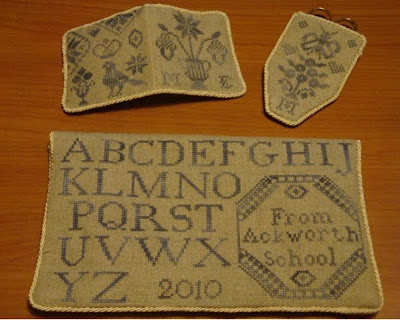 M
M
ABCDEFGHIJ
KLMNO
PQRST
UVWX
YZ
2010
From
Ackworth
School